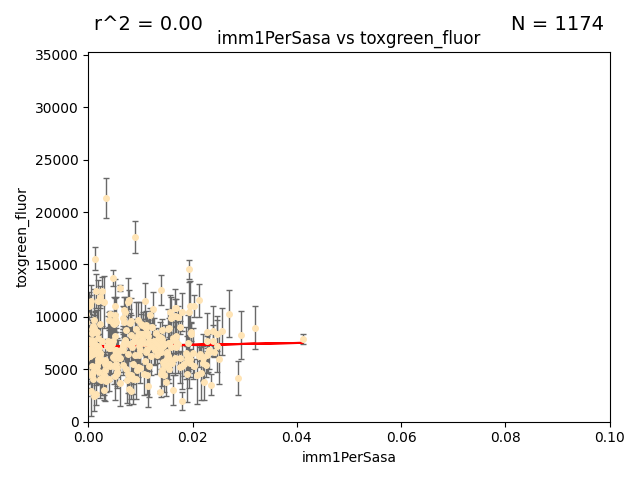 r^2 = 0.00
N = 1174
imm1PerSasa vs toxgreen_fluor
35000
30000
25000
20000
15000
10000
5000
0
toxgreen_fluor
0.00
0.02
0.04
0.06
0.08
0.10
imm1PerSasa